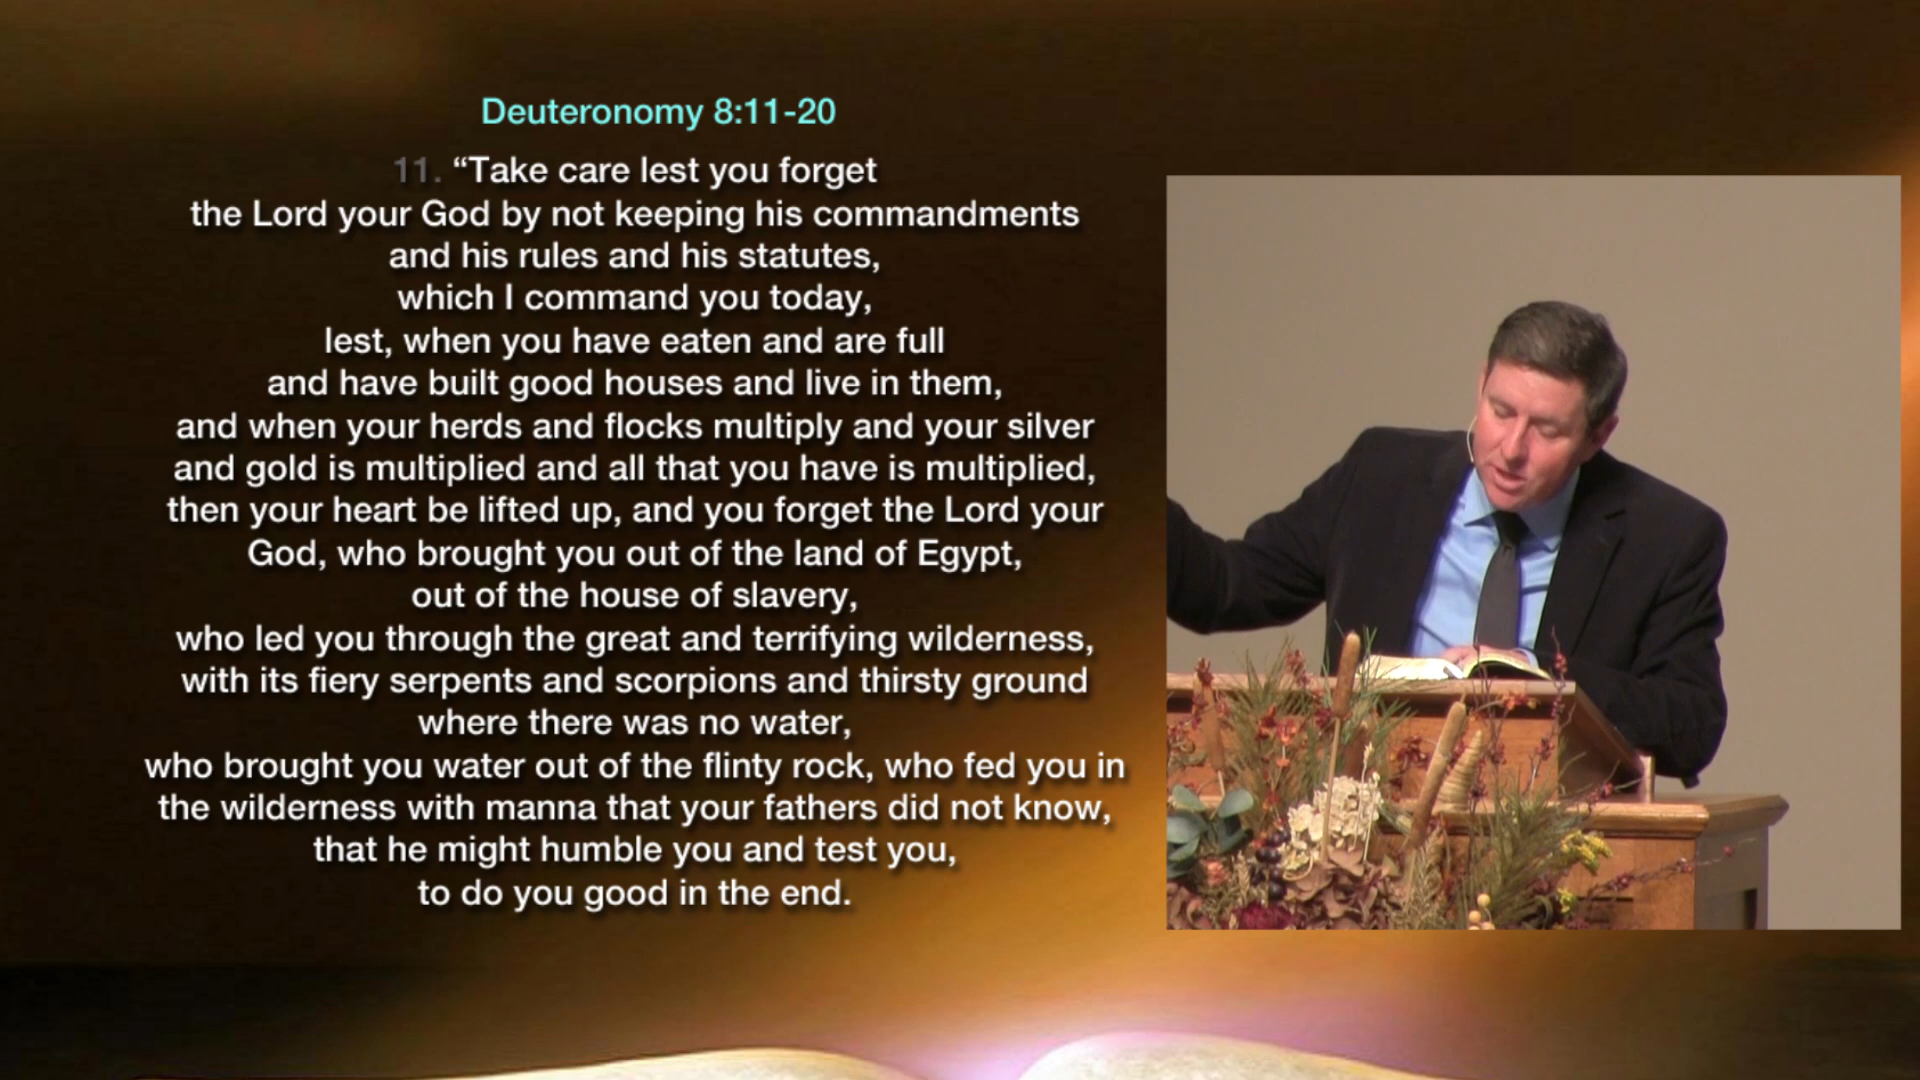 Deuteronomy 8:11-20
11. “Take care lest you forget
the Lord your God by not keeping his commandments
and his rules and his statutes,
which I command you today,
lest, when you have eaten and are full
and have built good houses and live in them,
and when your herds and flocks multiply and your silver
and gold is multiplied and all that you have is multiplied,
then your heart be lifted up, and you forget the Lord your
God, who brought you out of the land of Egypt,
out of the house of slavery,
who led you through the great and terrifying wilderness,
with its fiery serpents and scorpions and thirsty ground
where there was no water,
who brought you water out of the flinty rock, who fed you in
the wilderness with manna that your fathers did not know,
that he might humble you and test you,
to do you good in the end.